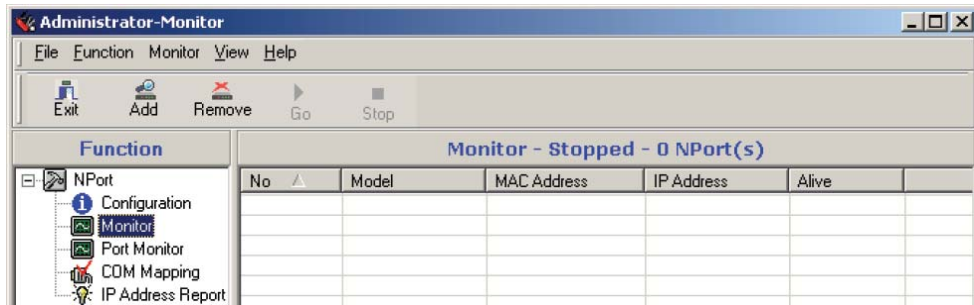 Administrator-Monitor
File Function Monitor View Help
Exit Add Remove Go Stop
Function
Monitor - Stopped - 0 NPort(s)
NPort
Configuration
Monitor
Port Monitor
COM Mapping
IP Address Report
No Model MAC Address IP Address Alive